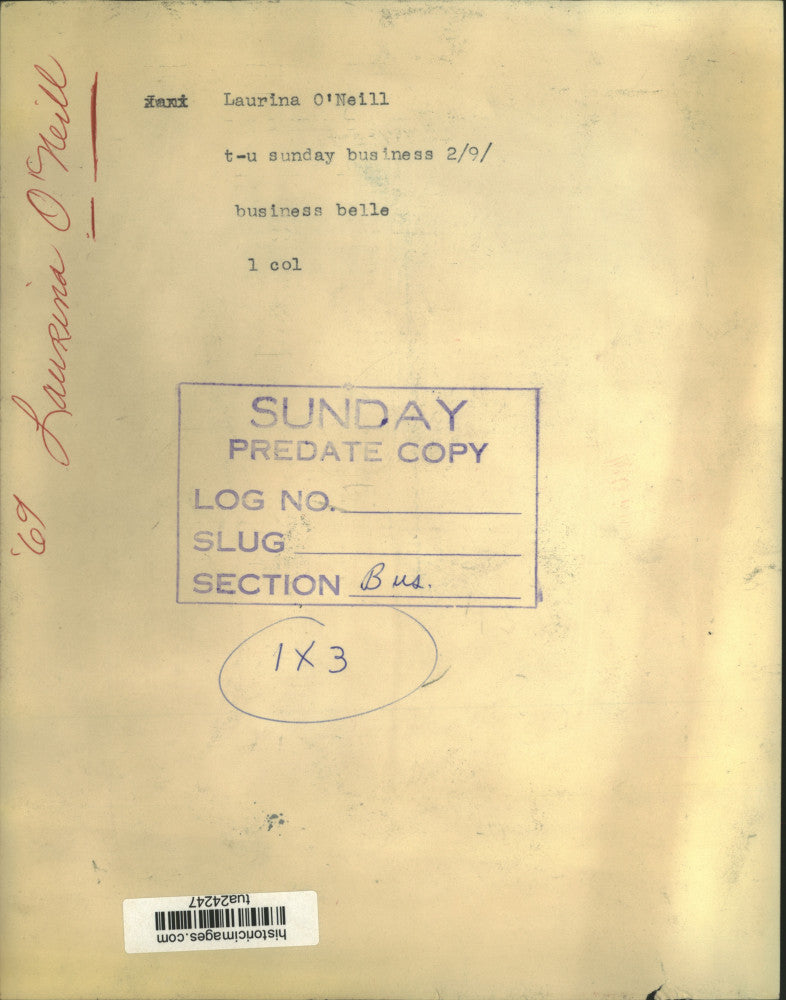 Laurina O'Neill
t-u sunday business 2/9/
business belle
1 col
'69 Laurina O'Neill
SUNDAY
PREDATE COPY
LOG NO.
SLUG
SECTION Bus.
1X3
historicimages.com
tua24247